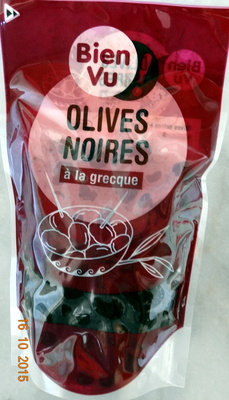 Bien
Vu
OLIVES
NOIRES
à la grecque
16 10 2015